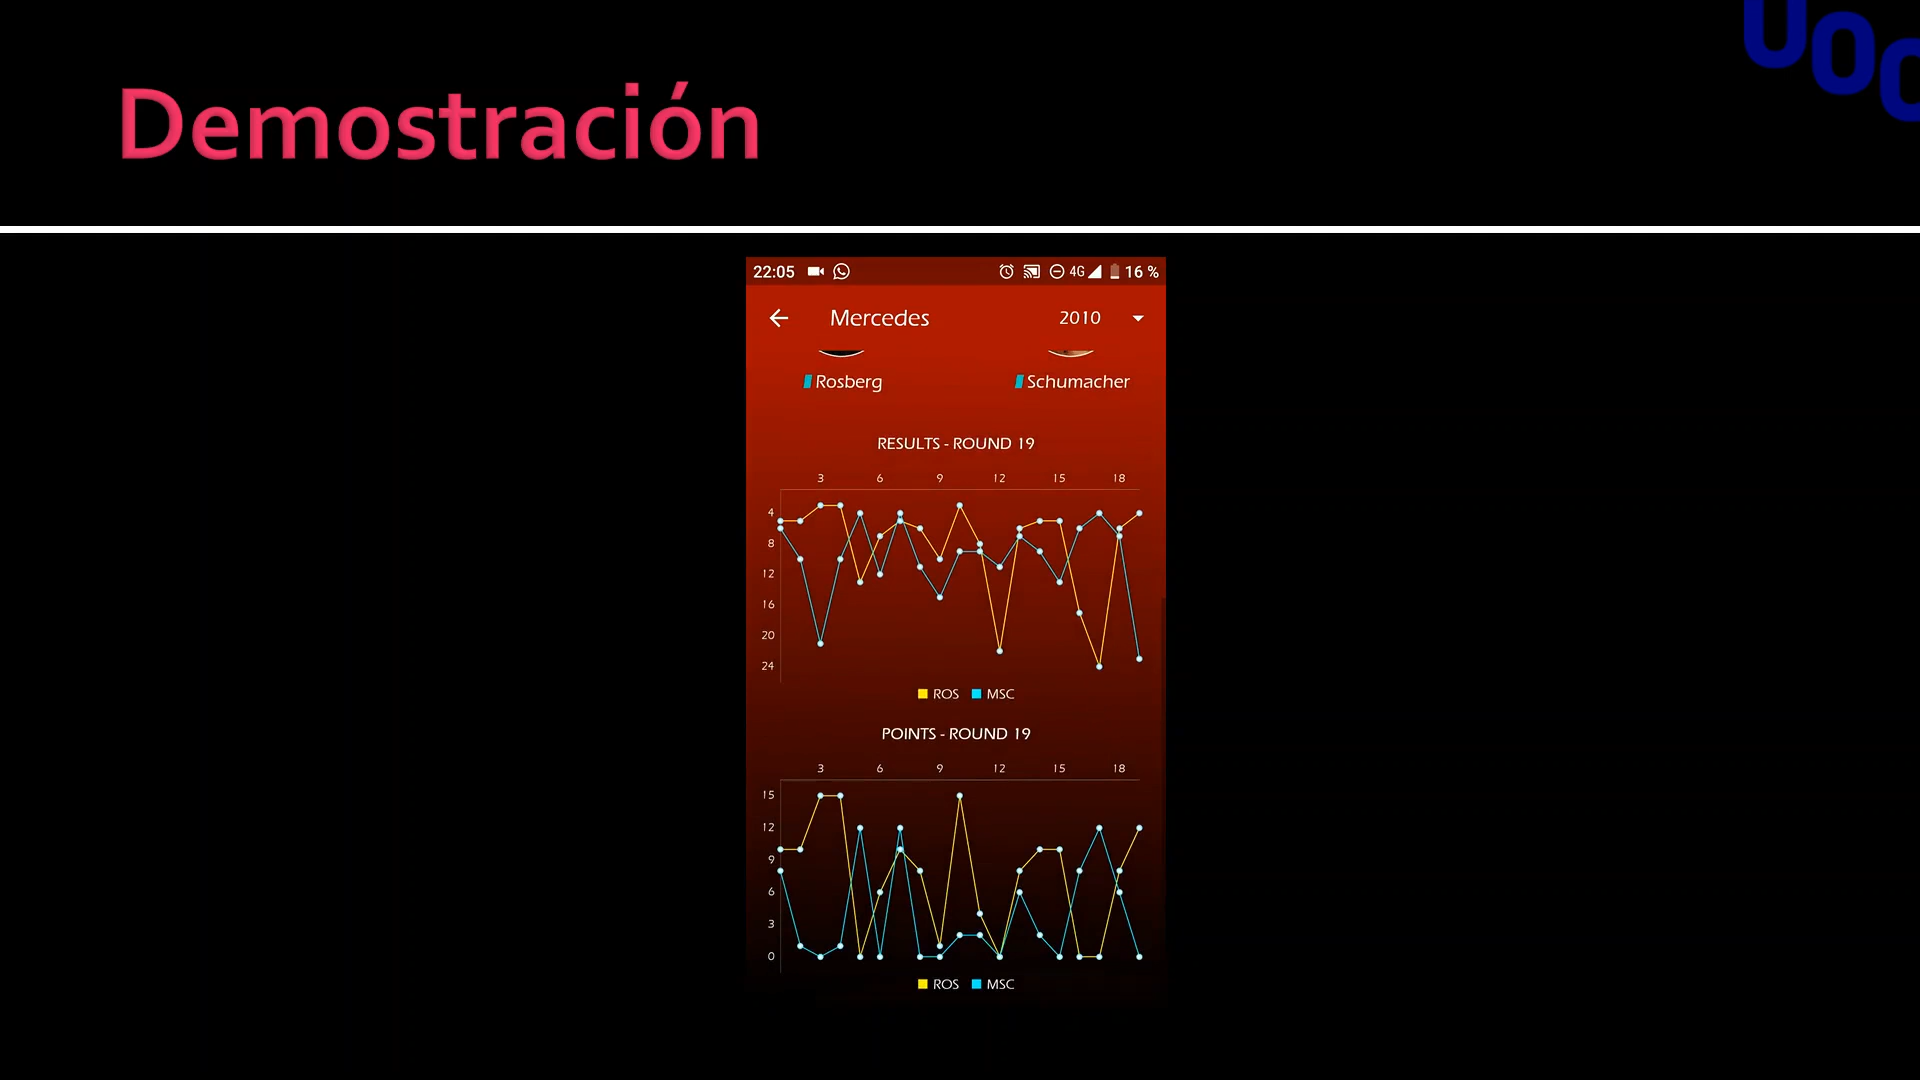 UOC
Demostración
22:05 4G 16 %
Mercedes 2010
Rosberg Schumacher
RESULTS - ROUND 19
3 6 9 12 15 18
4
8
12
16
20
24
ROS MSC
POINTS - ROUND 19
3 6 9 12 15 18
15
12
9
6
3
0
ROS MSC